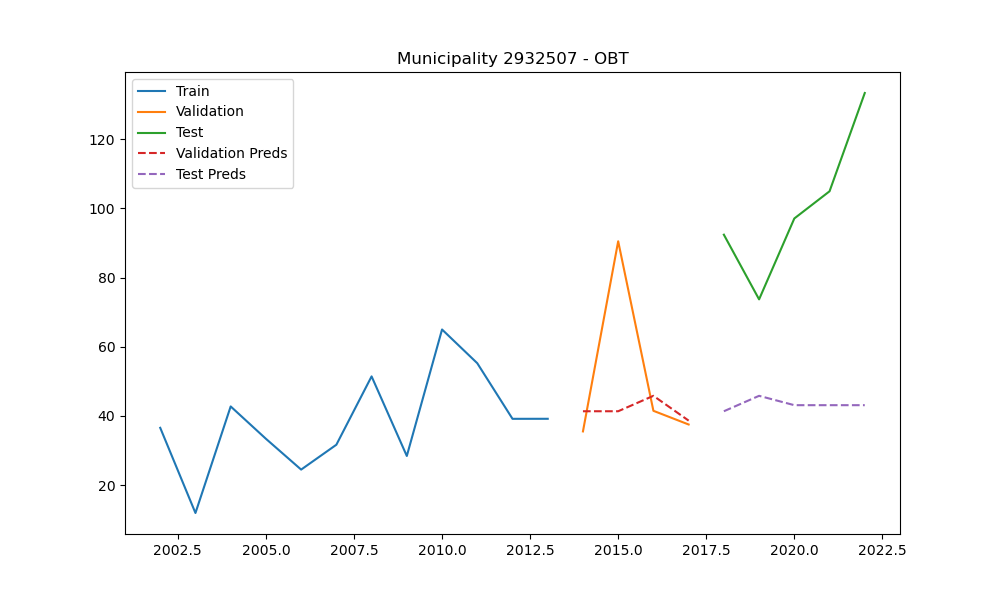 Municipality 2932507 - OBT
Train
Validation
Test
Validation Preds
Test Preds
120
100
80
60
40
20
2002.5 2005.0 2007.5 2010.0 2012.5 2015.0 2017.5 2020.0 2022.5